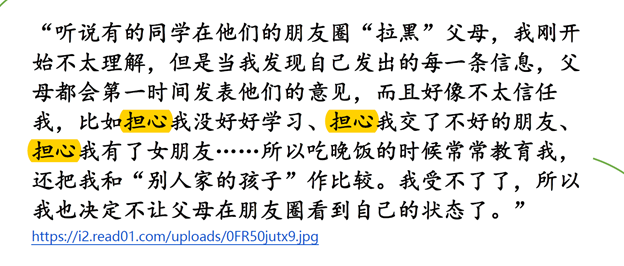 “听说有的同学在他们的朋友圈“拉黑”父母，我刚开
始不太理解，但是当我发现自己发出的每一条信息，父
母都会第一时间发表他们的意见，而且好像不太信任
我，比如担心我没好好学习、担心我交了不好的朋友、
担心我有了女朋友……所以吃晚饭的时候常常教育我，
还把我和“别人家的孩子”作比较。我受不了了，所以
我也决定不让父母在朋友圈看到自己的状态了。”
https://i2.read01.com/uploads/0FR50jutx9.jpg